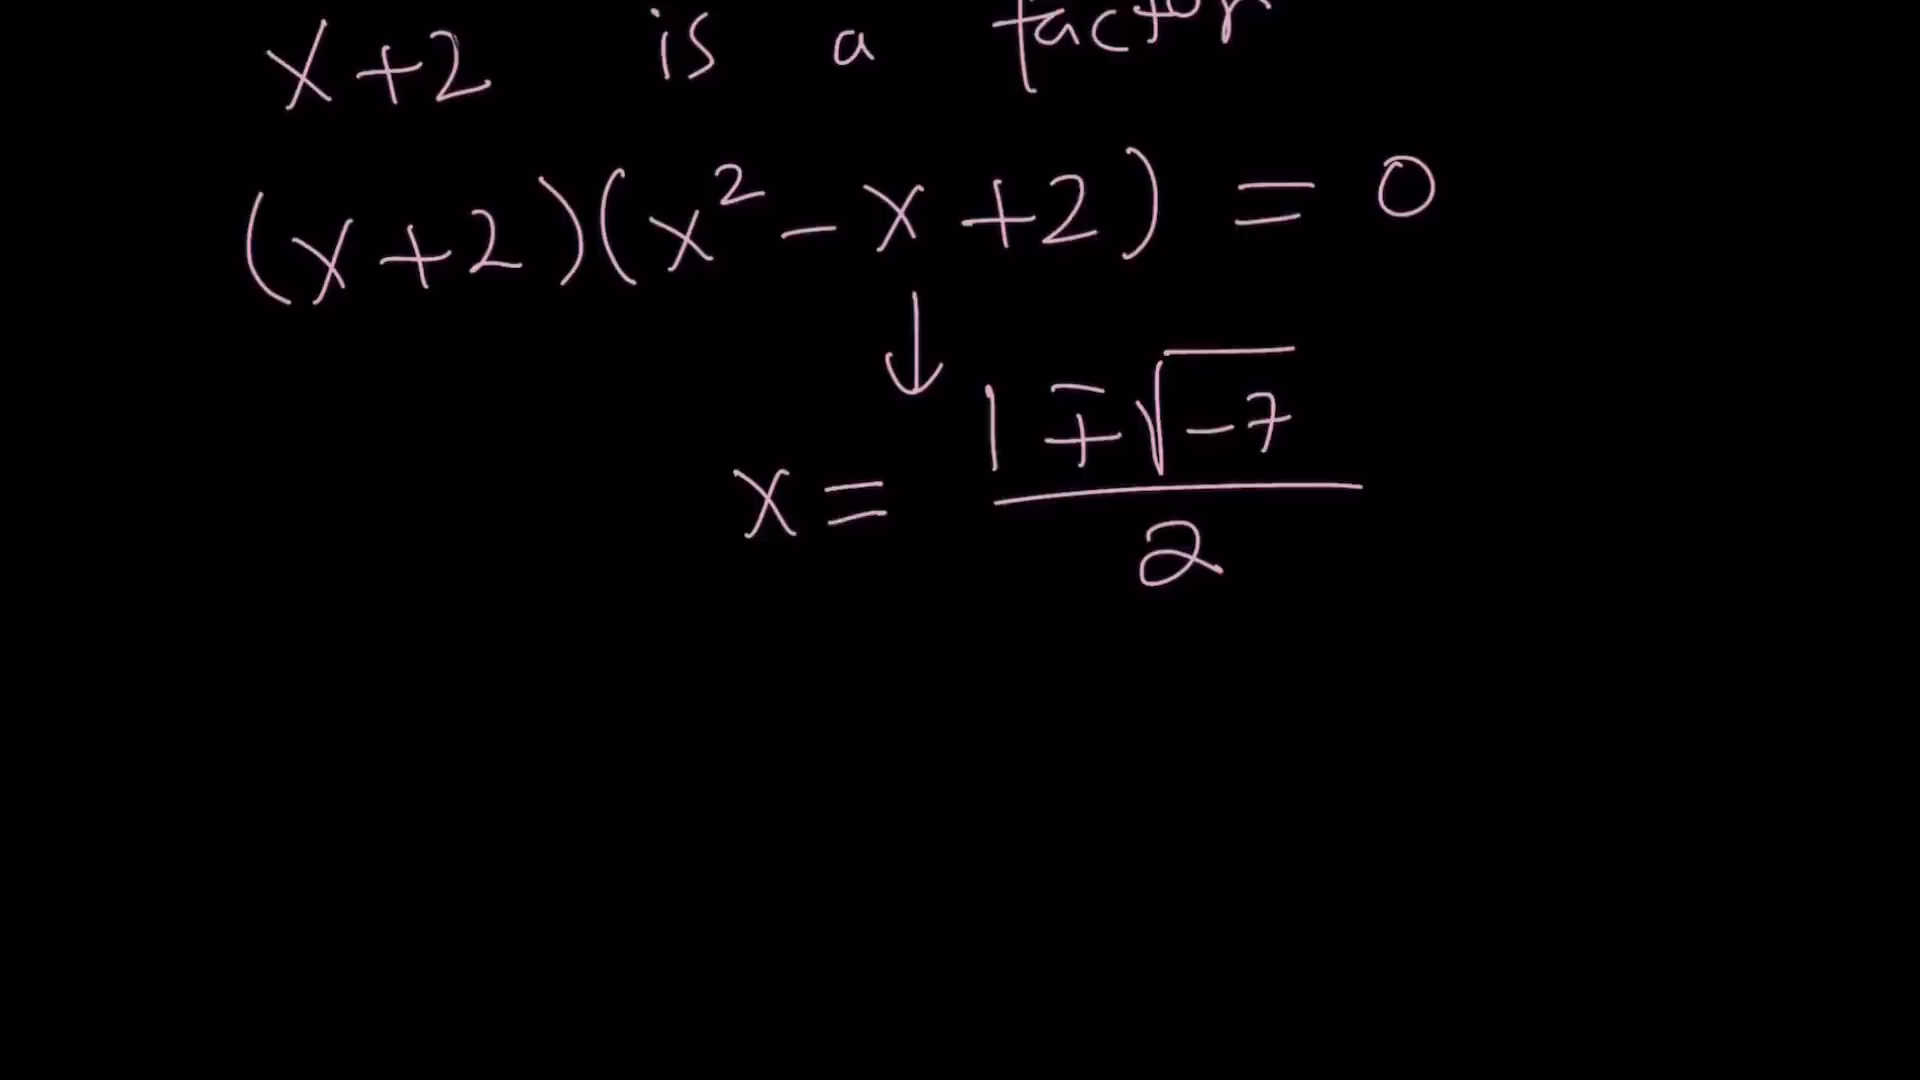 x+2 is a factor
(x+2)(x²-x+2) = 0
↓
x = (1∓√-7)/2